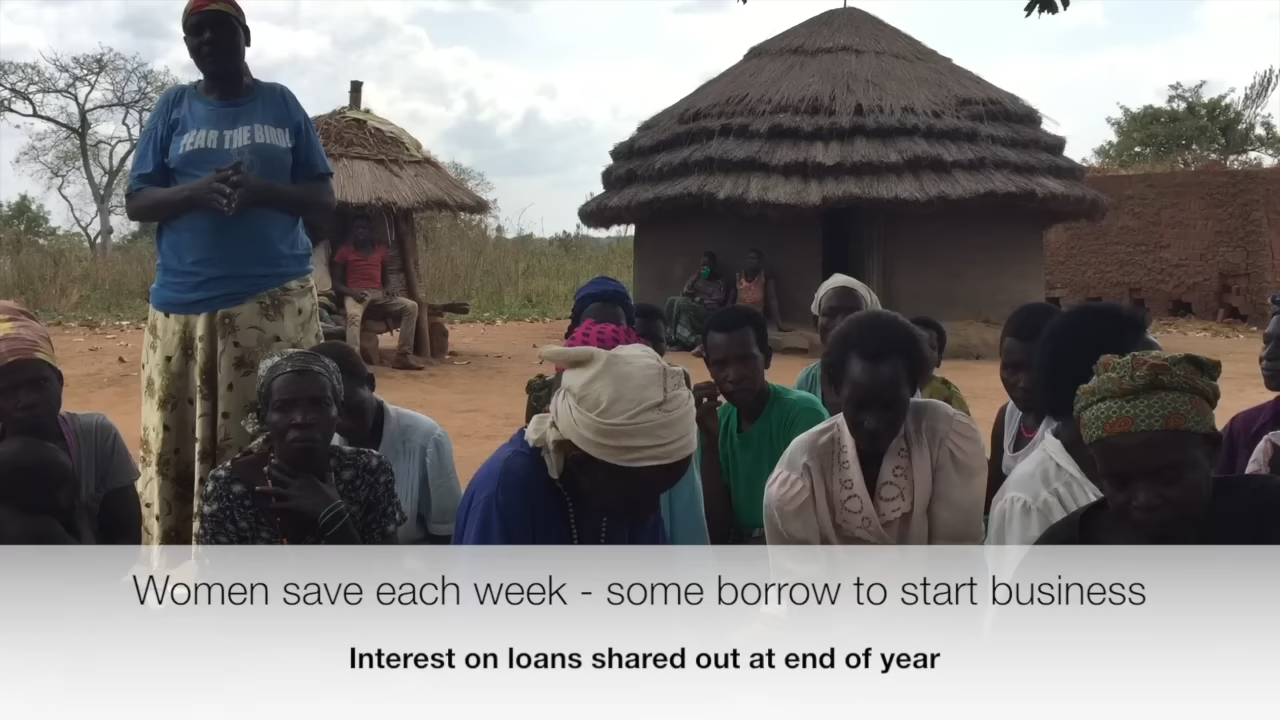 FEAR THE BIRD!
Women save each week - some borrow to start business
Interest on loans shared out at end of year